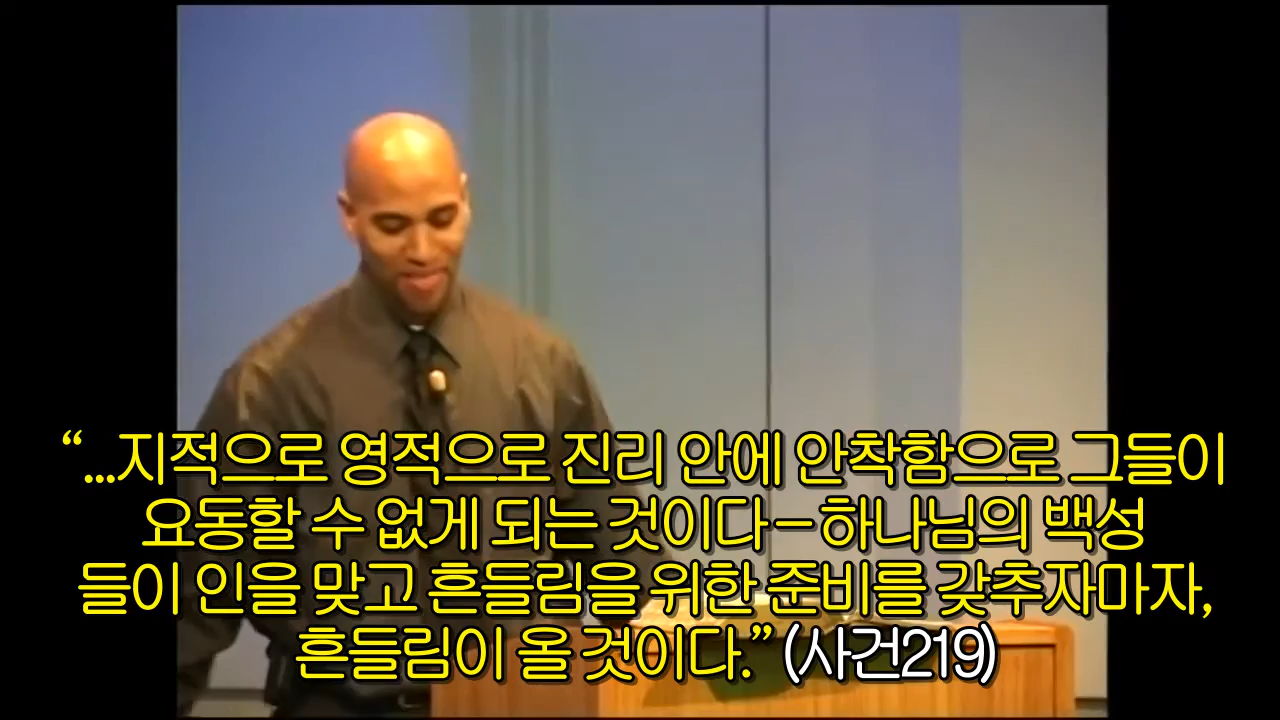 “...지적으로 영적으로 진리 안에 안착함으로 그들이
요동할 수 없게 되는 것이다 – 하나님의 백성
들이 인을 맞고 흔들림을 위한 준비를 갖추자마자,
흔들림이 올 것이다.” (사건219)